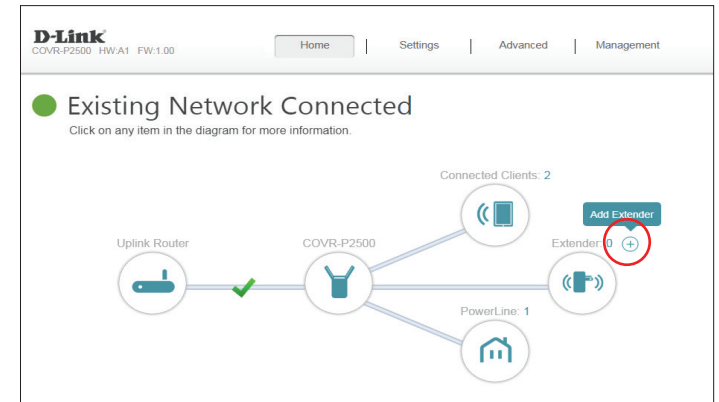 D-Link
COVR-P2500 HW:A1 FW:1.00
Home | Settings | Advanced | Management
Existing Network Connected
Click on any item in the diagram for more information.
Connected Clients: 2
Add Extender
Uplink Router
COVR-P2500
Extender: 0
PowerLine: 1